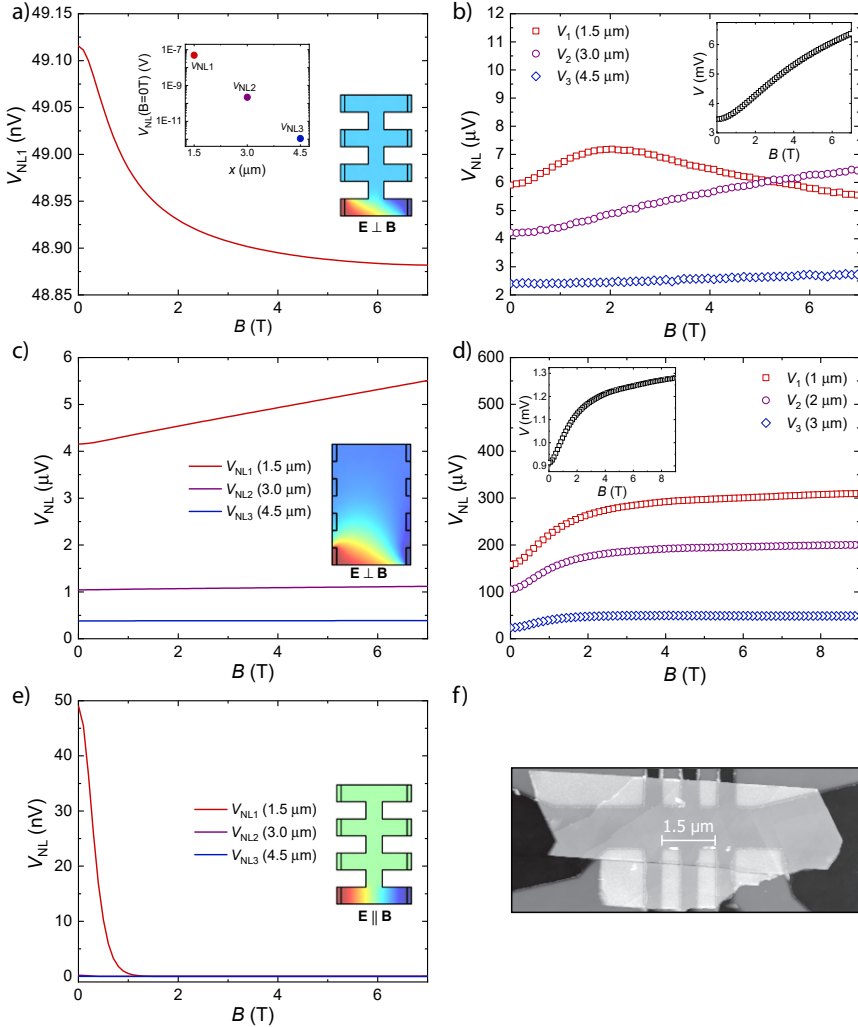 a)
49.15
49.10
49.05
49.00
48.95
48.90
48.85
V_NL1 (nV)
0 2 4 6
B (T)
1E-7
1E-9
1E-11
V_NL(B=0T) (V)
V_NL1
V_NL2
V_NL3
1.5 3.0 4.5
x (μm)
E ⊥ B
b)
12
11
10
9
8
7
6
5
4
3
2
V_NL (μV)
0 2 4 6
B (T)
V_1 (1.5 μm)
V_2 (3.0 μm)
V_3 (4.5 μm)
6
5
4
3
V (mV)
0 2 4 6
B (T)
c)
6
5
4
3
2
1
0
V_NL (μV)
0 2 4 6
B (T)
V_NL1 (1.5 μm)
V_NL2 (3.0 μm)
V_NL3 (4.5 μm)
E ⊥ B
d)
600
500
400
300
200
100
0
V_NL (μV)
0 2 4 6 8
B (T)
1.3
1.2
1.1
1.0
0.9
V (mV)
0 2 4 6 8
B (T)
V_1 (1 μm)
V_2 (2 μm)
V_3 (3 μm)
e)
50
40
30
20
10
0
V_NL (nV)
0 2 4 6
B (T)
V_NL1 (1.5 μm)
V_NL2 (3.0 μm)
V_NL3 (4.5 μm)
E || B
f)
1.5 μm